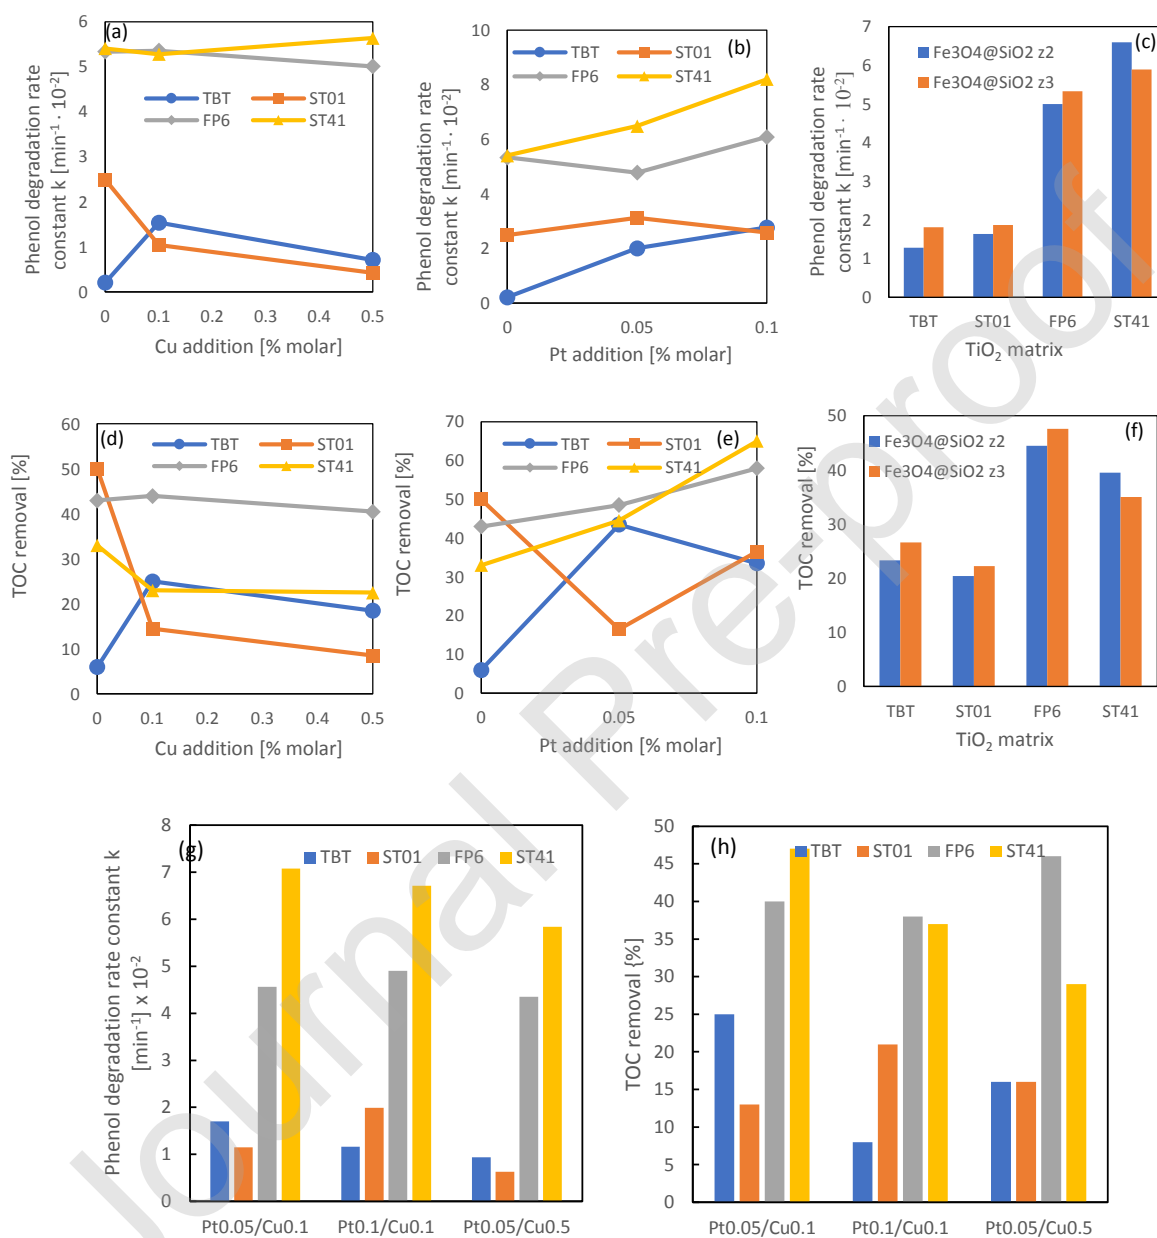 (a)
6
5
4
3
2
1
0
TBT ST01
FP6 ST41
0 0.1 0.2 0.3 0.4 0.5
Cu addition [% molar]
Phenol degradation rate
constant k [min⁻¹ · 10⁻²]
(b)
10
8
6
4
2
0
TBT ST01
FP6 ST41
0 0.05 0.1
Pt addition [% molar]
Phenol degradation rate
constant k [min⁻¹ · 10⁻²]
(c)
7
6
5
4
3
2
1
0
Fe3O4@SiO2 z2
Fe3O4@SiO2 z3
TBT ST01 FP6 ST41
TiO₂ matrix
Phenol degradation rate
constant k [min⁻¹ · 10⁻²]
(d)
60
50
40
30
20
10
0
TBT ST01
FP6 ST41
0 0.1 0.2 0.3 0.4 0.5
Cu addition [% molar]
TOC removal [%]
(e)
70
60
50
40
30
20
10
0
TBT ST01
FP6 ST41
0 0.05 0.1
Pt addition [% molar]
TOC removal [%]
(f)
50
40
30
20
10
0
Fe3O4@SiO2 z2
Fe3O4@SiO2 z3
TBT ST01 FP6 ST41
TiO₂ matrix
TOC removal [%]
(g)
8
7
6
5
4
3
2
1
0
TBT ST01 FP6 ST41
Pt0.05/Cu0.1 Pt0.1/Cu0.1 Pt0.05/Cu0.5
Phenol degradation rate constant k
[min⁻¹] x 10⁻²
(h)
50
45
40
35
30
25
20
15
10
5
0
TBT ST01 FP6 ST41
Pt0.05/Cu0.1 Pt0.1/Cu0.1 Pt0.05/Cu0.5
TOC removal {%]
Journal Pre-proof